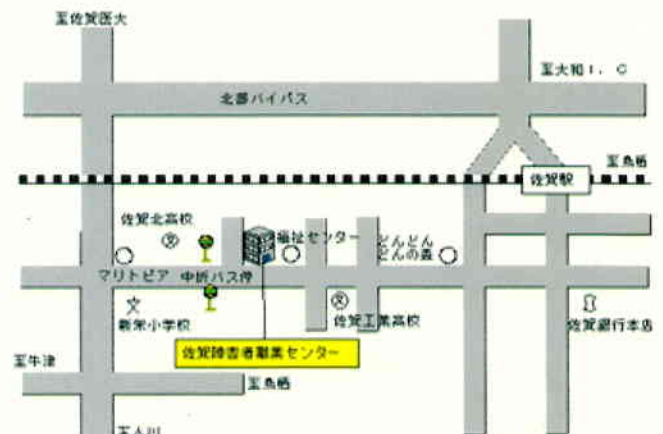 至佐賀医大
至大和I.C
北部バイパス
至鳥栖
佐賀駅
佐賀北高校
福祉センター
どんどん
どんの森
マリトピア
中折バス停
新栄小学校
佐賀工業高校
佐賀銀行本店
佐賀障害者職業センター
至牛津
至鳥栖